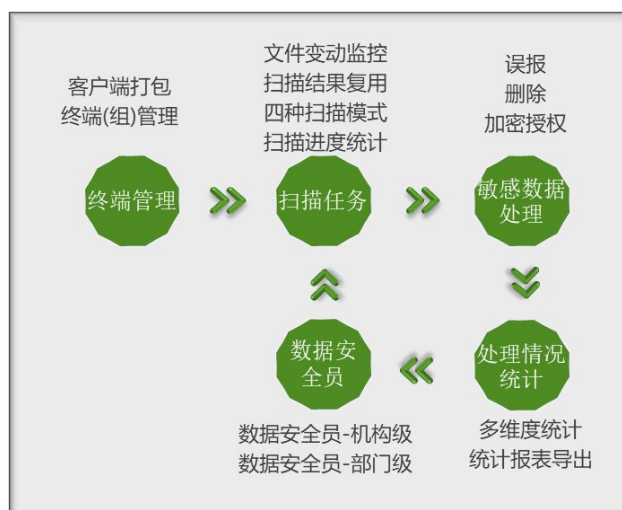 客户端打包
终端(组)管理
终端管理
文件变动监控
扫描结果复用
四种扫描模式
扫描进度统计
扫描任务
误报
删除
加密授权
敏感数据
处理
处理情况
统计
多维度统计
统计报表导出
数据安
全员
数据安全员-机构级
数据安全员-部门级